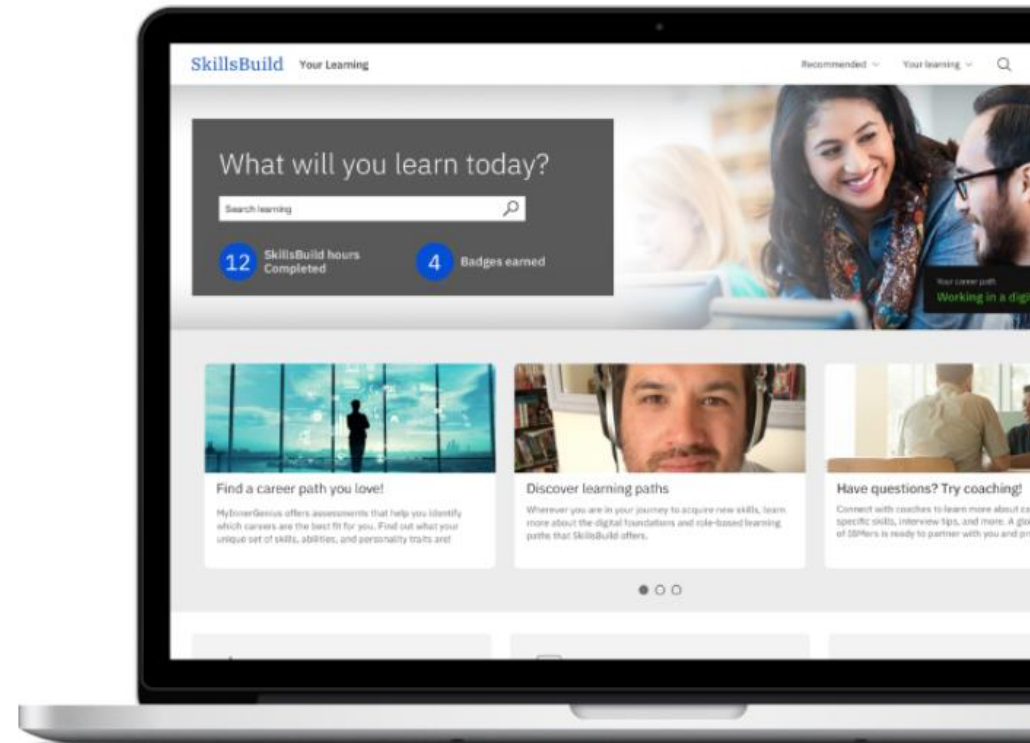 SkillsBuild Your Learning Recommended Your learning
What will you learn today?
Search learning
12 SkillsBuild hours
Completed
4 Badges earned
Your career path
Working in a digi
Find a career path you love!
MyInnerGenius offers assessments that help you identify
which careers are the best fit for you. Find out what your
unique set of skills, abilities, and personality traits are!
Discover learning paths
Wherever you are in your journey to acquire new skills, learn
more about the digital foundations and role-based learning
paths that SkillsBuild offers.
Have questions? Try coaching!
Connect with coaches to learn more about
specific skills, interview tips, and more. A
of IBMers is ready to partner with you and